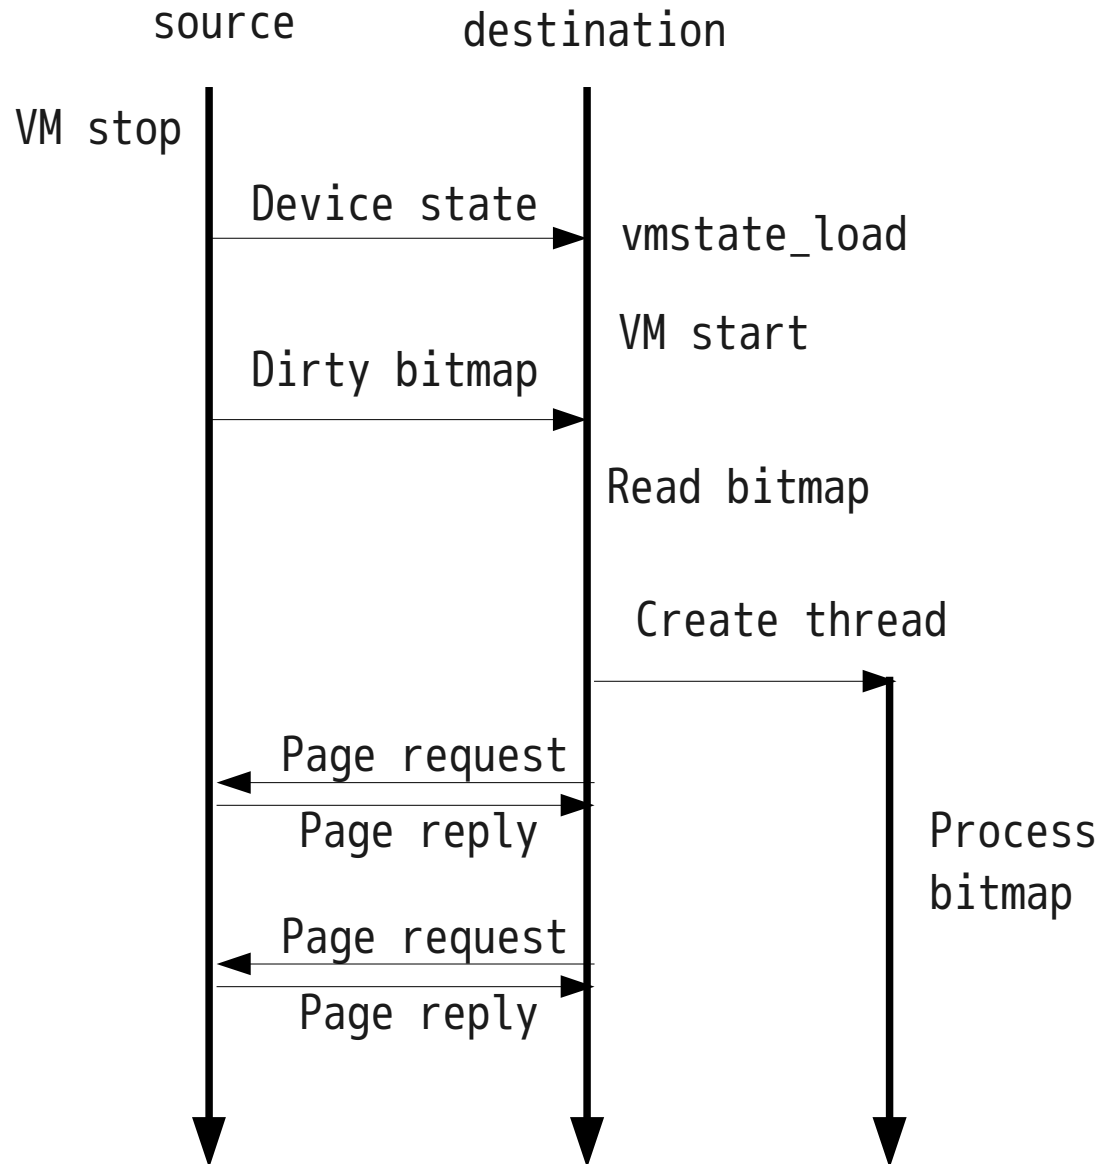 source
destination
VM stop
Device state
vmstate_load
VM start
Dirty bitmap
Read bitmap
Create thread
Page request
Page reply
Process
bitmap
Page request
Page reply